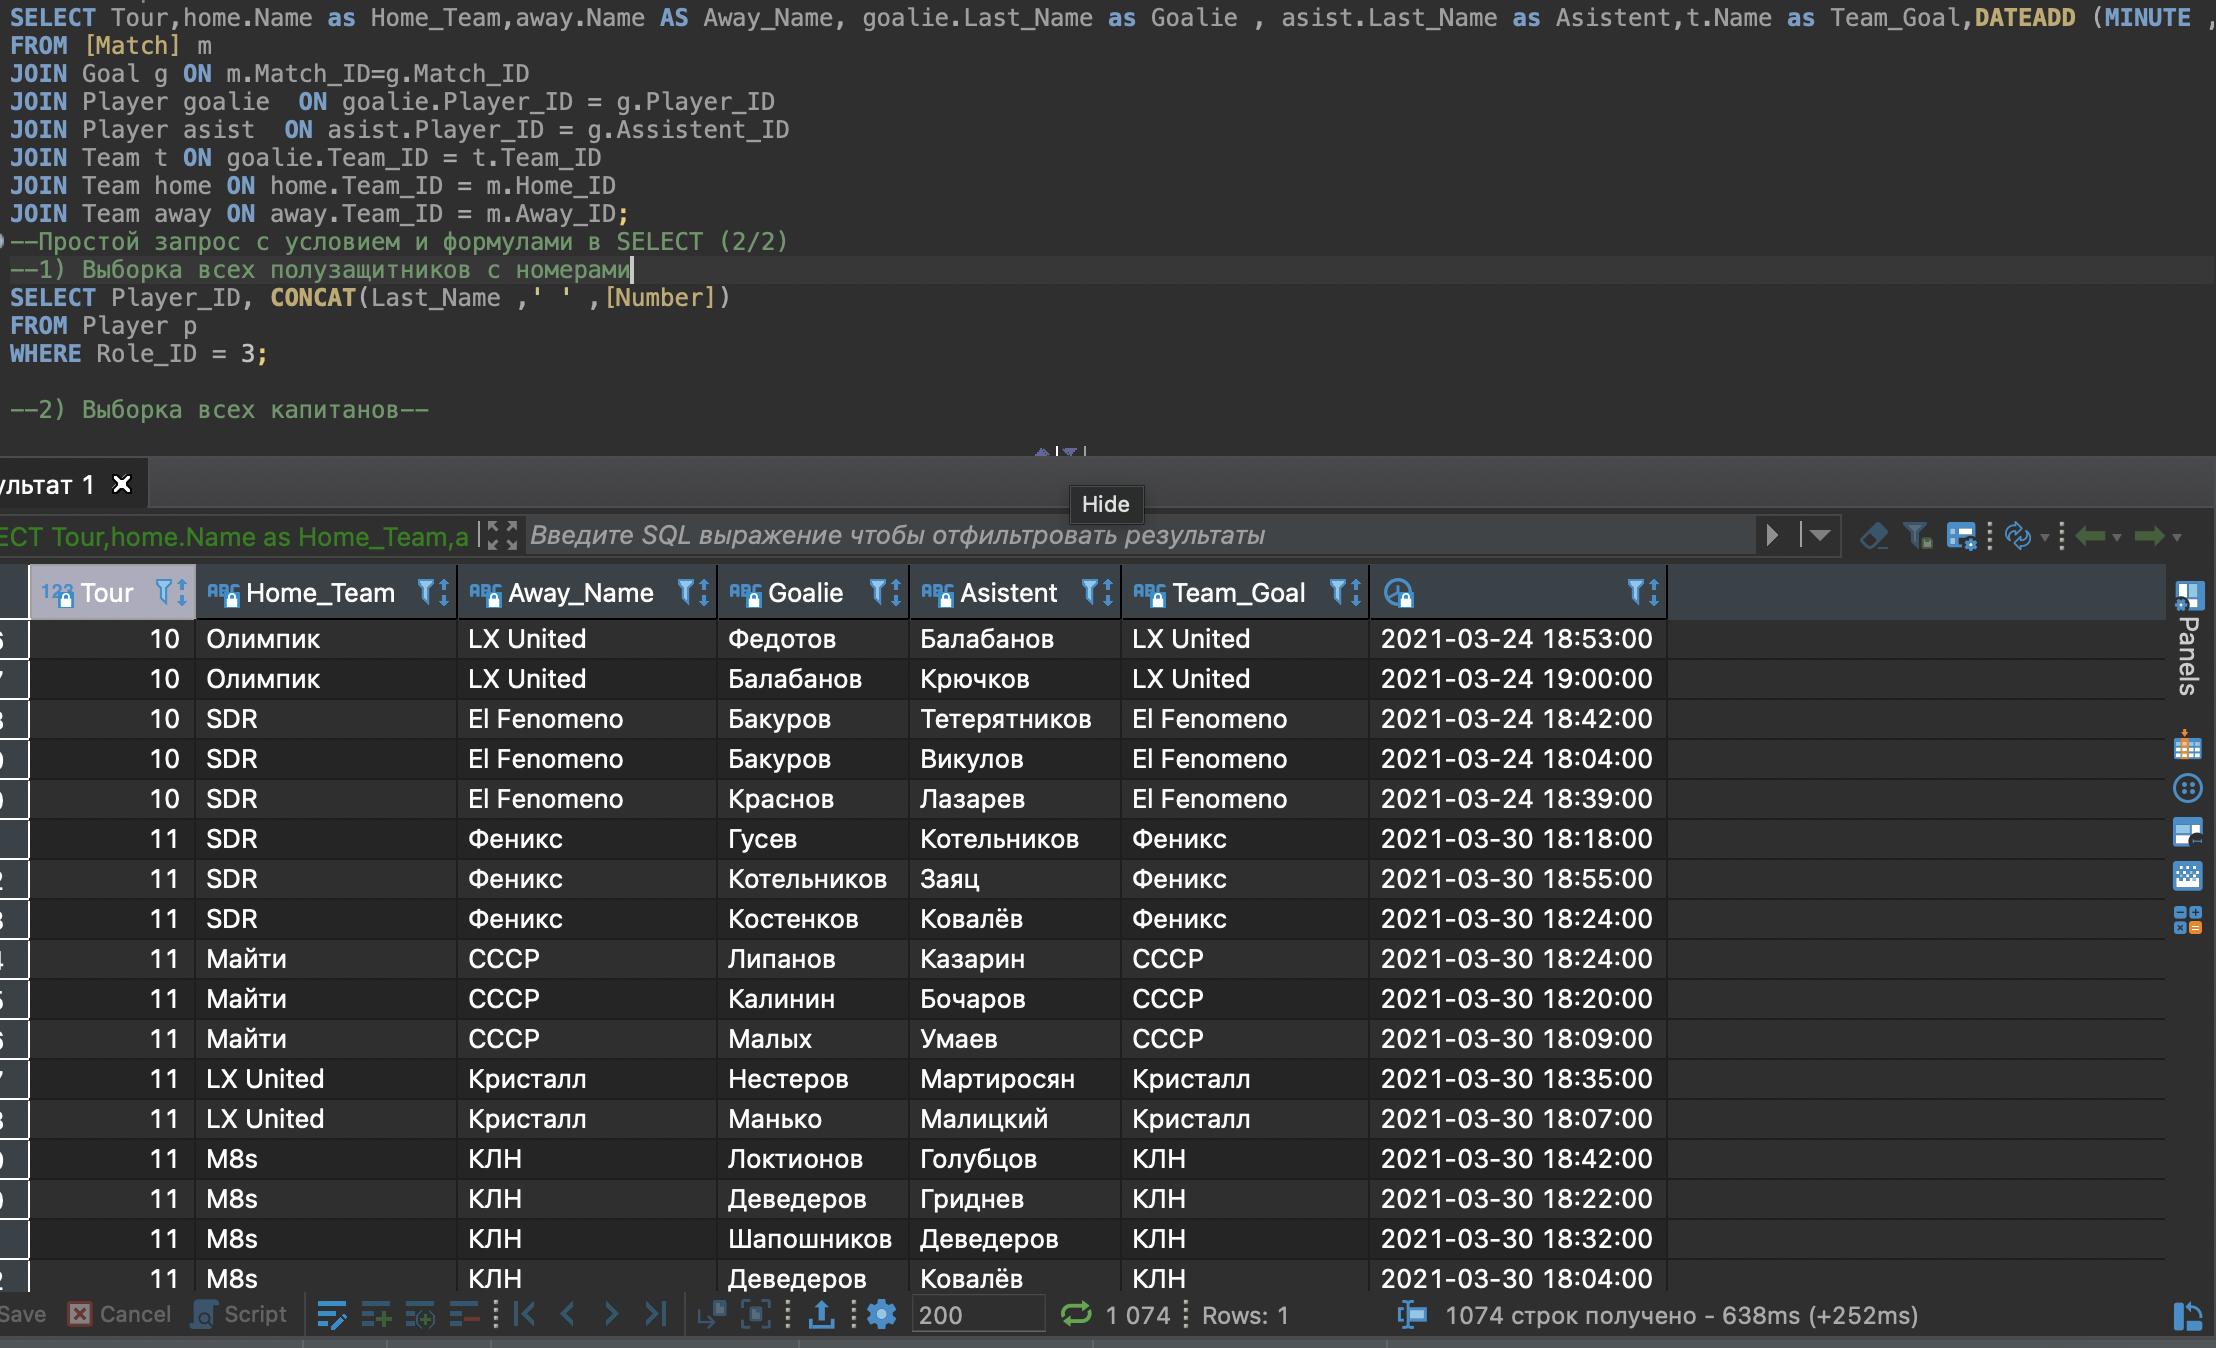 SELECT Tour,home.Name as Home_Team,away.Name AS Away_Name, goalie.Last_Name as Goalie , asist.Last_Name as Asistent,t.Name as Team_Goal,DATEADD (MINUTE ,
FROM [Match] m
JOIN Goal g ON m.Match_ID=g.Match_ID
JOIN Player goalie  ON goalie.Player_ID = g.Player_ID
JOIN Player asist  ON asist.Player_ID = g.Assistent_ID
JOIN Team t ON goalie.Team_ID = t.Team_ID
JOIN Team home ON home.Team_ID = m.Home_ID
JOIN Team away ON away.Team_ID = m.Away_ID;
--Простой запрос с условием и формулами в SELECT (2/2)
--1) Выборка всех полузащитников с номерами
SELECT Player_ID, CONCAT(Last_Name ,' ' ,[Number])
FROM Player p
WHERE Role_ID = 3;
--2) Выборка всех капитанов--
ультат 1
Hide
ECT Tour,home.Name as Home_Team,a Введите SQL выражение чтобы отфильтровать результаты
123 Tour ABC Home_Team ABC Away_Name ABC Goalie ABC Asistent ABC Team_Goal
Panels
10 Олимпик LX United Федотов Балабанов LX United 2021-03-24 18:53:00
10 Олимпик LX United Балабанов Крючков LX United 2021-03-24 19:00:00
10 SDR El Fenomeno Бакуров Тетерятников El Fenomeno 2021-03-24 18:42:00
10 SDR El Fenomeno Бакуров Викулов El Fenomeno 2021-03-24 18:04:00
10 SDR El Fenomeno Краснов Лазарев El Fenomeno 2021-03-24 18:39:00
11 SDR Феникс Гусев Котельников Феникс 2021-03-30 18:18:00
11 SDR Феникс Котельников Заяц Феникс 2021-03-30 18:55:00
11 SDR Феникс Костенков Ковалёв Феникс 2021-03-30 18:24:00
11 Майти СССР Липанов Казарин СССР 2021-03-30 18:24:00
11 Майти СССР Калинин Бочаров СССР 2021-03-30 18:20:00
11 Майти СССР Малых Умаев СССР 2021-03-30 18:09:00
11 LX United Кристалл Нестеров Мартиросян Кристалл 2021-03-30 18:35:00
11 LX United Кристалл Манько Малицкий Кристалл 2021-03-30 18:07:00
11 M8s КЛН Локтионов Голубцов КЛН 2021-03-30 18:42:00
11 M8s КЛН Деведеров Гриднев КЛН 2021-03-30 18:22:00
11 M8s КЛН Шапошников Деведеров КЛН 2021-03-30 18:32:00
11 M8s КЛН Деведеров Ковалёв КЛН 2021-03-30 18:04:00
Save Cancel Script 200 1 074 Rows: 1 1074 строк получено - 638ms (+252ms)